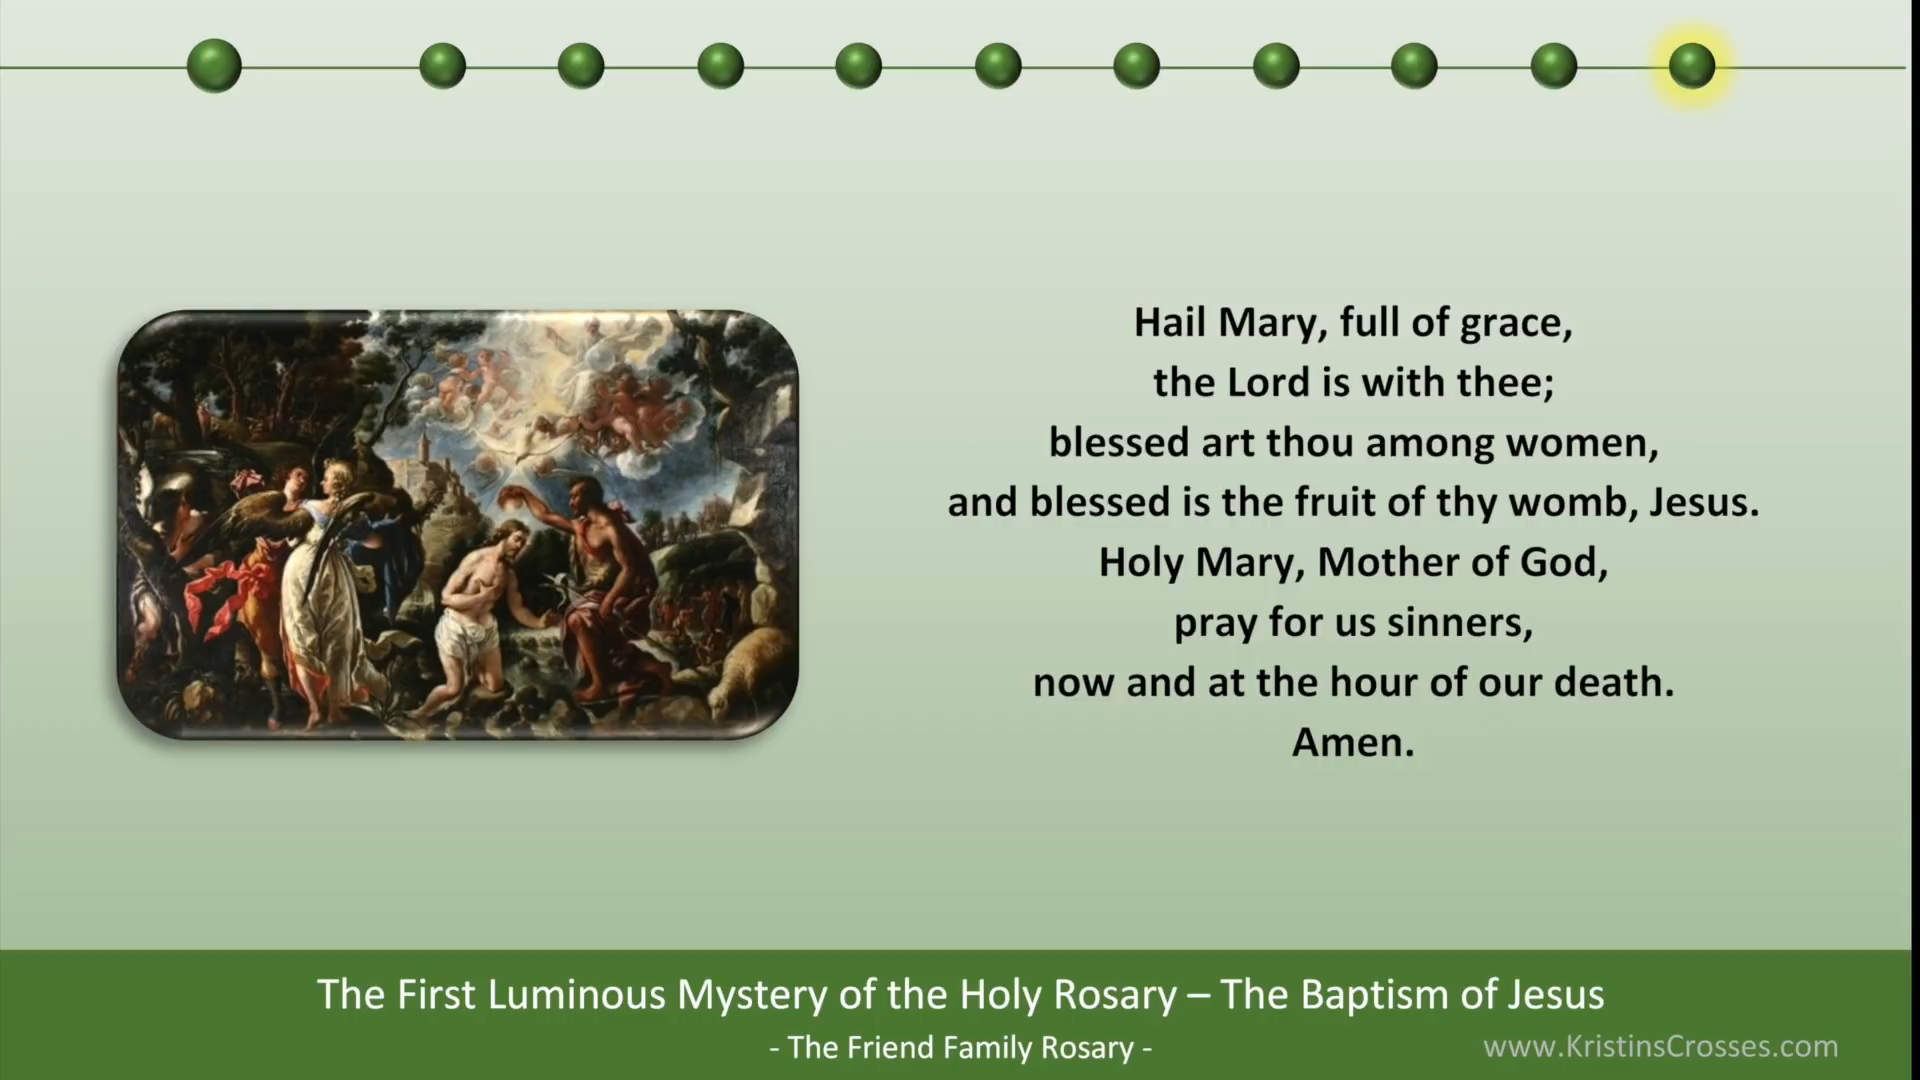 Hail Mary, full of grace,
the Lord is with thee;
blessed art thou among women,
and blessed is the fruit of thy womb, Jesus.
Holy Mary, Mother of God,
pray for us sinners,
now and at the hour of our death.
Amen.
The First Luminous Mystery of the Holy Rosary – The Baptism of Jesus
- The Friend Family Rosary -
www.KristinsCrosses.com